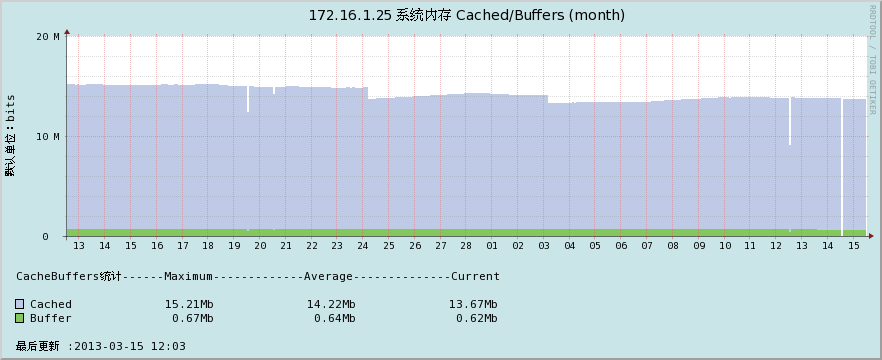 172.16.1.25 系统内存 Cached/Buffers (month)
RRDTOOL / TOBI OETIKER
默认单位：bits
20 M
10 M
0
13 14 15 16 17 18 19 20 21 22 23 24 25 26 27 28 01 02 03 04 05 06 07 08 09 10 11 12 13 14 15
CacheBuffers统计------Maximum-------------Average--------------Current
Cached 15.21Mb 14.22Mb 13.67Mb
Buffer 0.67Mb 0.64Mb 0.62Mb
最后更新 :2013-03-15 12:03